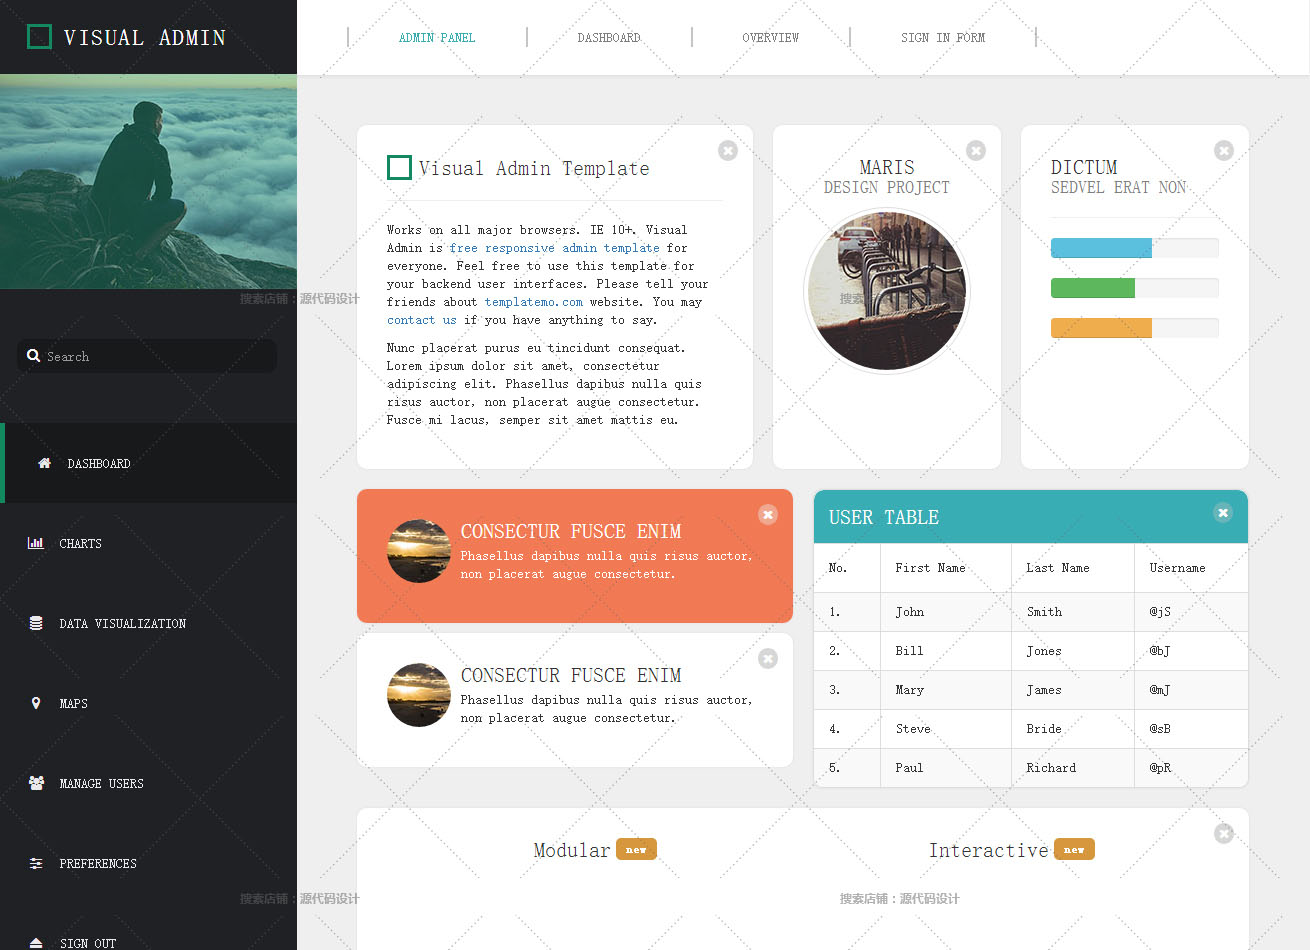 VISUAL ADMIN
ADMIN PANEL
DASHBOARD
OVERVIEW
SIGN IN FORM
Search
DASHBOARD
CHARTS
DATA VISUALIZATION
MAPS
MANAGE USERS
PREFERENCES
SIGN OUT
Visual Admin Template
Works on all major browsers. IE 10+. Visual
Admin is free responsive admin template for
everyone. Feel free to use this template for
your backend user interfaces. Please tell your
friends about templatemo.com website. You may
contact us if you have anything to say.
Nunc placerat purus eu tincidunt consequat.
Lorem ipsum dolor sit amet, consectetur
adipiscing elit. Phasellus dapibus nulla quis
risus auctor, non placerat augue consectetur.
Fusce mi lacus, semper sit amet mattis eu.
MARIS
DESIGN PROJECT
DICTUM
SEDVEL ERAT NON
CONSECTUR FUSCE ENIM
Phasellus dapibus nulla quis risus auctor,
non placerat augue consectetur.
CONSECTUR FUSCE ENIM
Phasellus dapibus nulla quis risus auctor,
non placerat augue consectetur.
USER TABLE
No. First Name Last Name Username
1. John Smith @jS
2. Bill Jones @bJ
3. Mary James @mJ
4. Steve Bride @sB
5. Paul Richard @pR
Modular new
Interactive new
搜索店铺：源代码设计
搜索
搜索店铺：源代码设计
搜索店铺：源代码设计